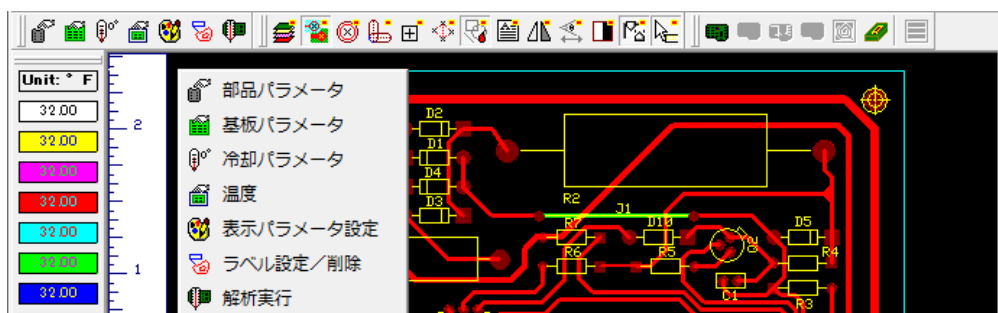 Unit: ° F
32.00
32.00
32.00
32.00
32.00
32.00
32.00
2
1
部品パラメータ
基板パラメータ
冷却パラメータ
温度
表示パラメータ設定
ラベル設定／削除
解析実行
D2
D1
D4
D3
R2
J1
R7
D10
D5
R6
R5
C2
R4
C1
R3